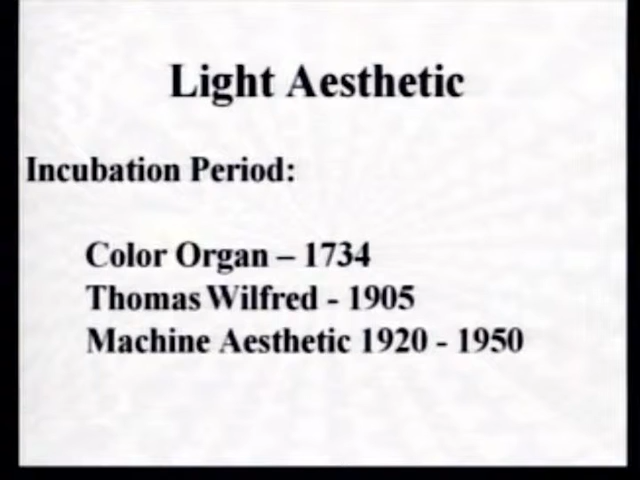 Light Aesthetic
Incubation Period:
Color Organ – 1734
Thomas Wilfred - 1905
Machine Aesthetic 1920 - 1950